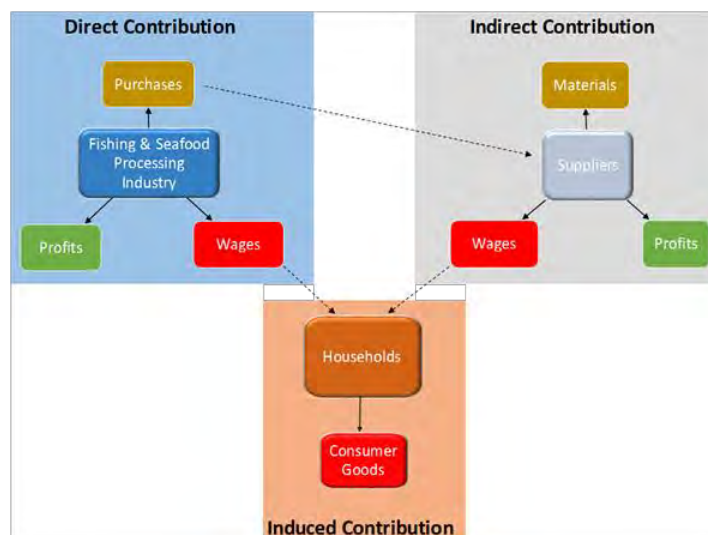 Direct Contribution
Purchases
Fishing & Seafood
Processing
Industry
Profits
Wages
Indirect Contribution
Materials
Suppliers
Wages
Profits
Households
Consumer
Goods
Induced Contribution